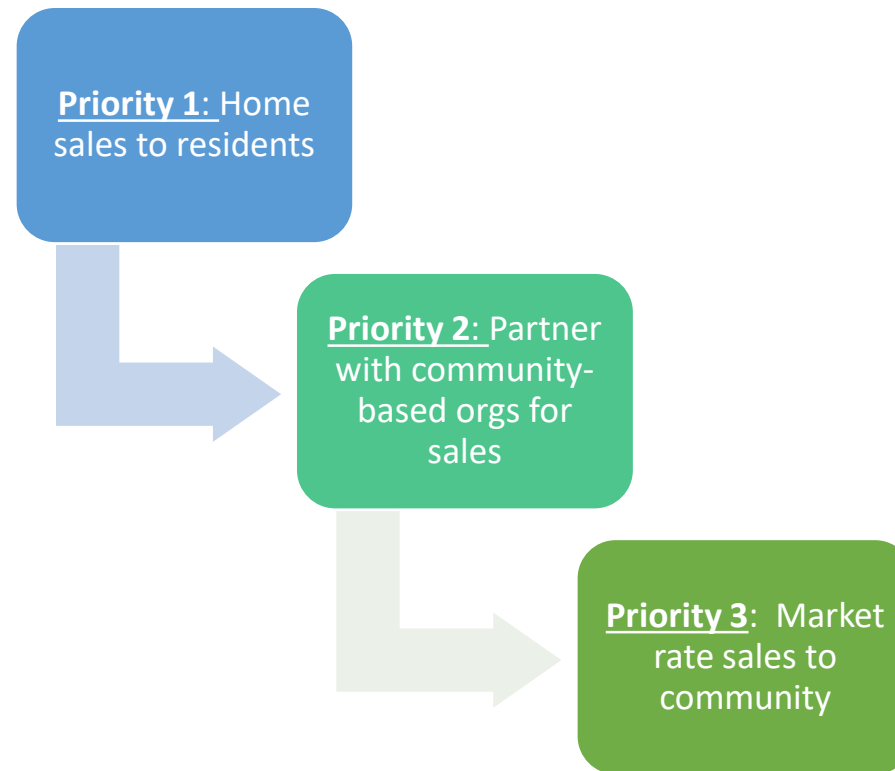 Priority 1: Home
sales to residents
Priority 2: Partner
with community-
based orgs for
sales
Priority 3:  Market
rate sales to
community